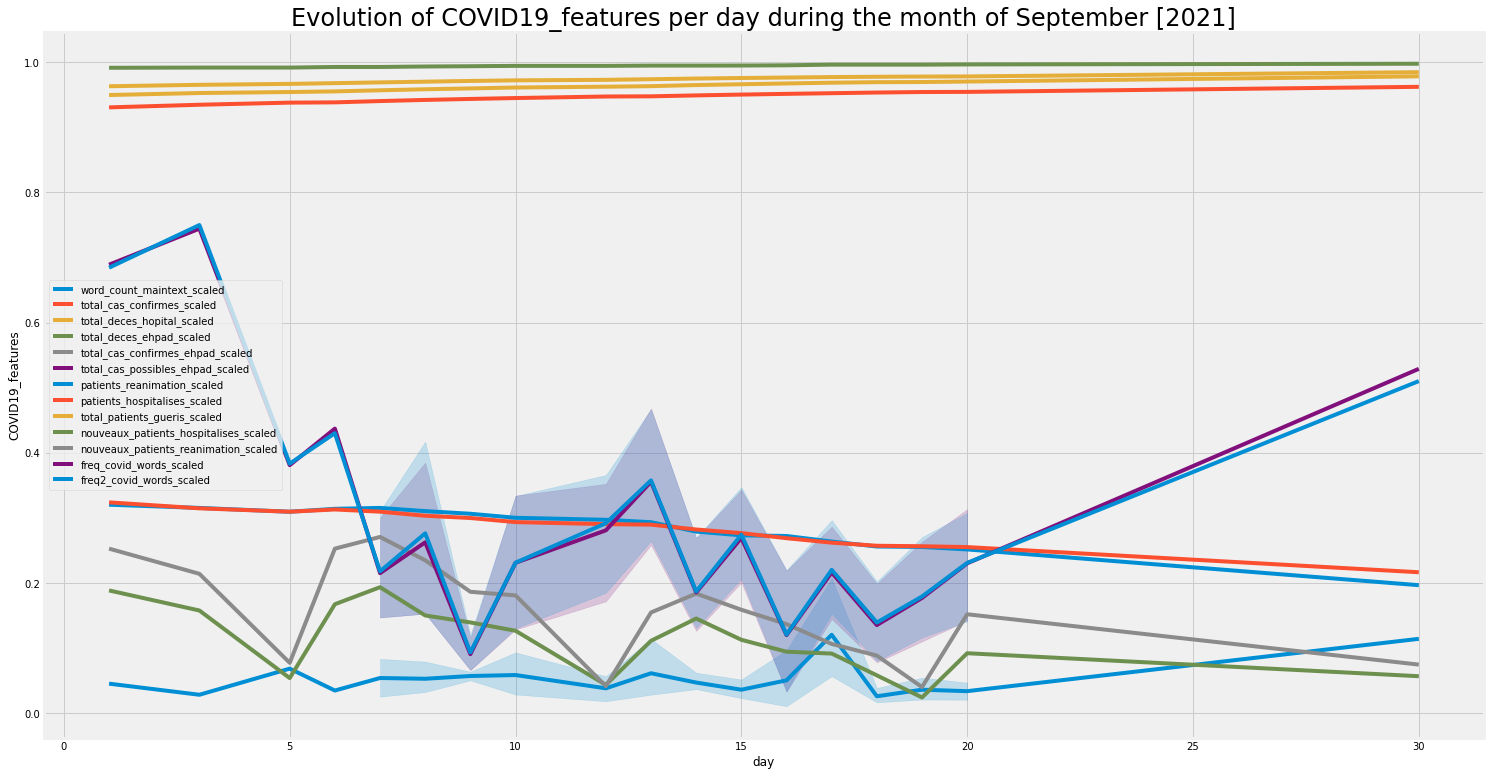 Evolution of COVID19_features per day during the month of September [2021]
1.0
0.8
0.6
0.4
0.2
0.0
COVID19_features
word_count_maintext_scaled
total_cas_confirmes_scaled
total_deces_hopital_scaled
total_deces_ehpad_scaled
total_cas_confirmes_ehpad_scaled
total_cas_possibles_ehpad_scaled
patients_reanimation_scaled
patients_hospitalises_scaled
total_patients_gueris_scaled
nouveaux_patients_hospitalises_scaled
nouveaux_patients_reanimation_scaled
freq_covid_words_scaled
freq2_covid_words_scaled
0 5 10 15 20 25 30
day